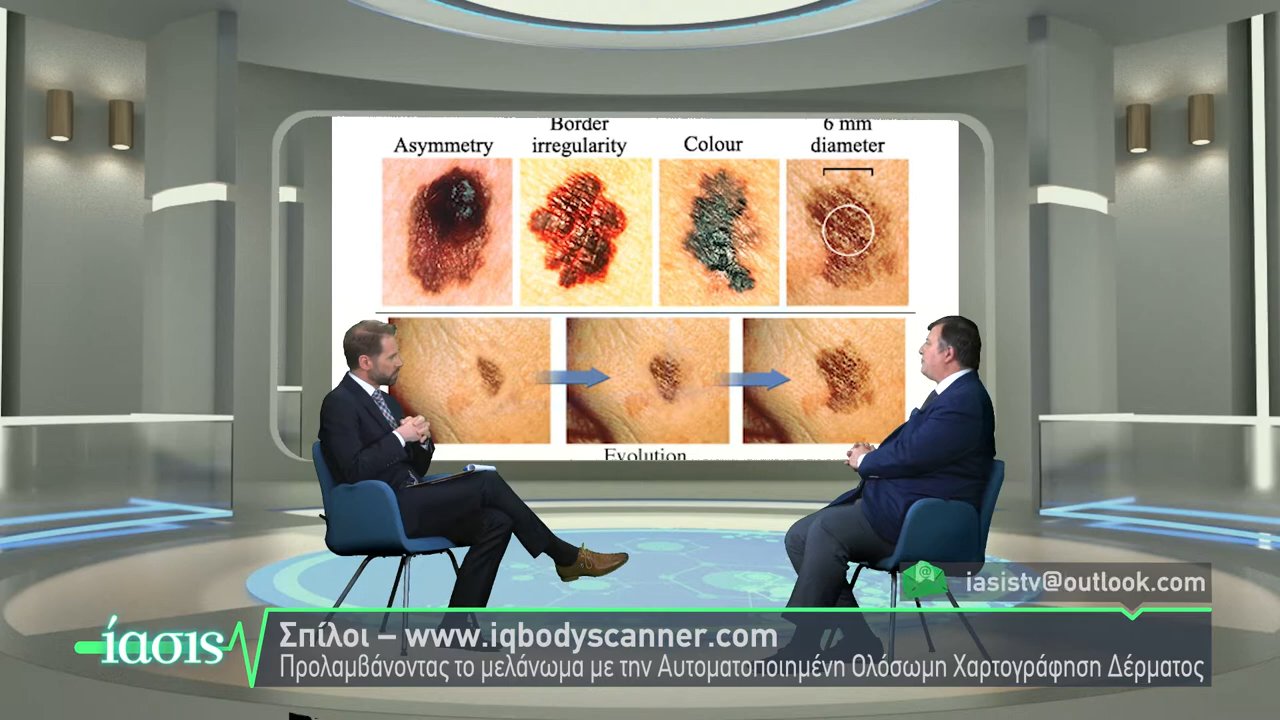 Asymmetry
Border
irregularity
Colour
6 mm
diameter
Evolution
iasistv@outlook.com
ίασις
Σπίλοι – www.iqbodyscanner.com
Προλαμβάνοντας το μελάνωμα με την Αυτοματοποιημένη Ολόσωμη Χαρτογράφηση Δέρματος